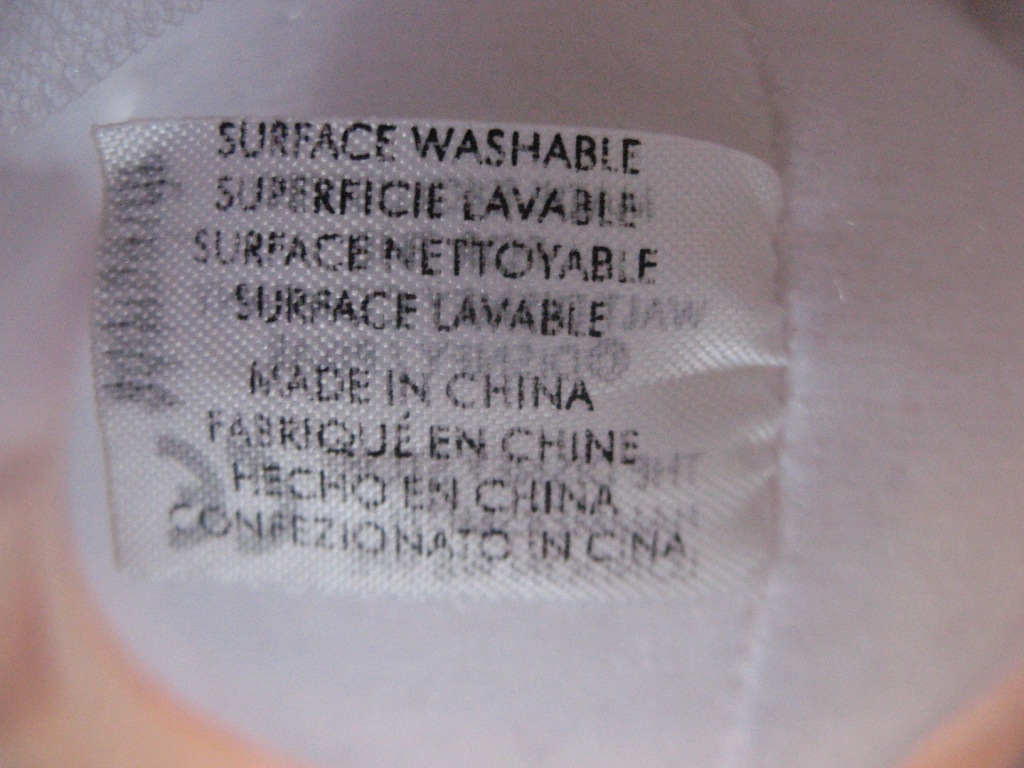 SURFACE WASHABLE
SUPERFICIE LAVABLE
SURFACE NETTOYABLE
SURFACE LAVABLE
MADE IN CHINA
FABRIQUÉ EN CHINE
HECHO EN CHINA
CONFEZIONATO IN CINA